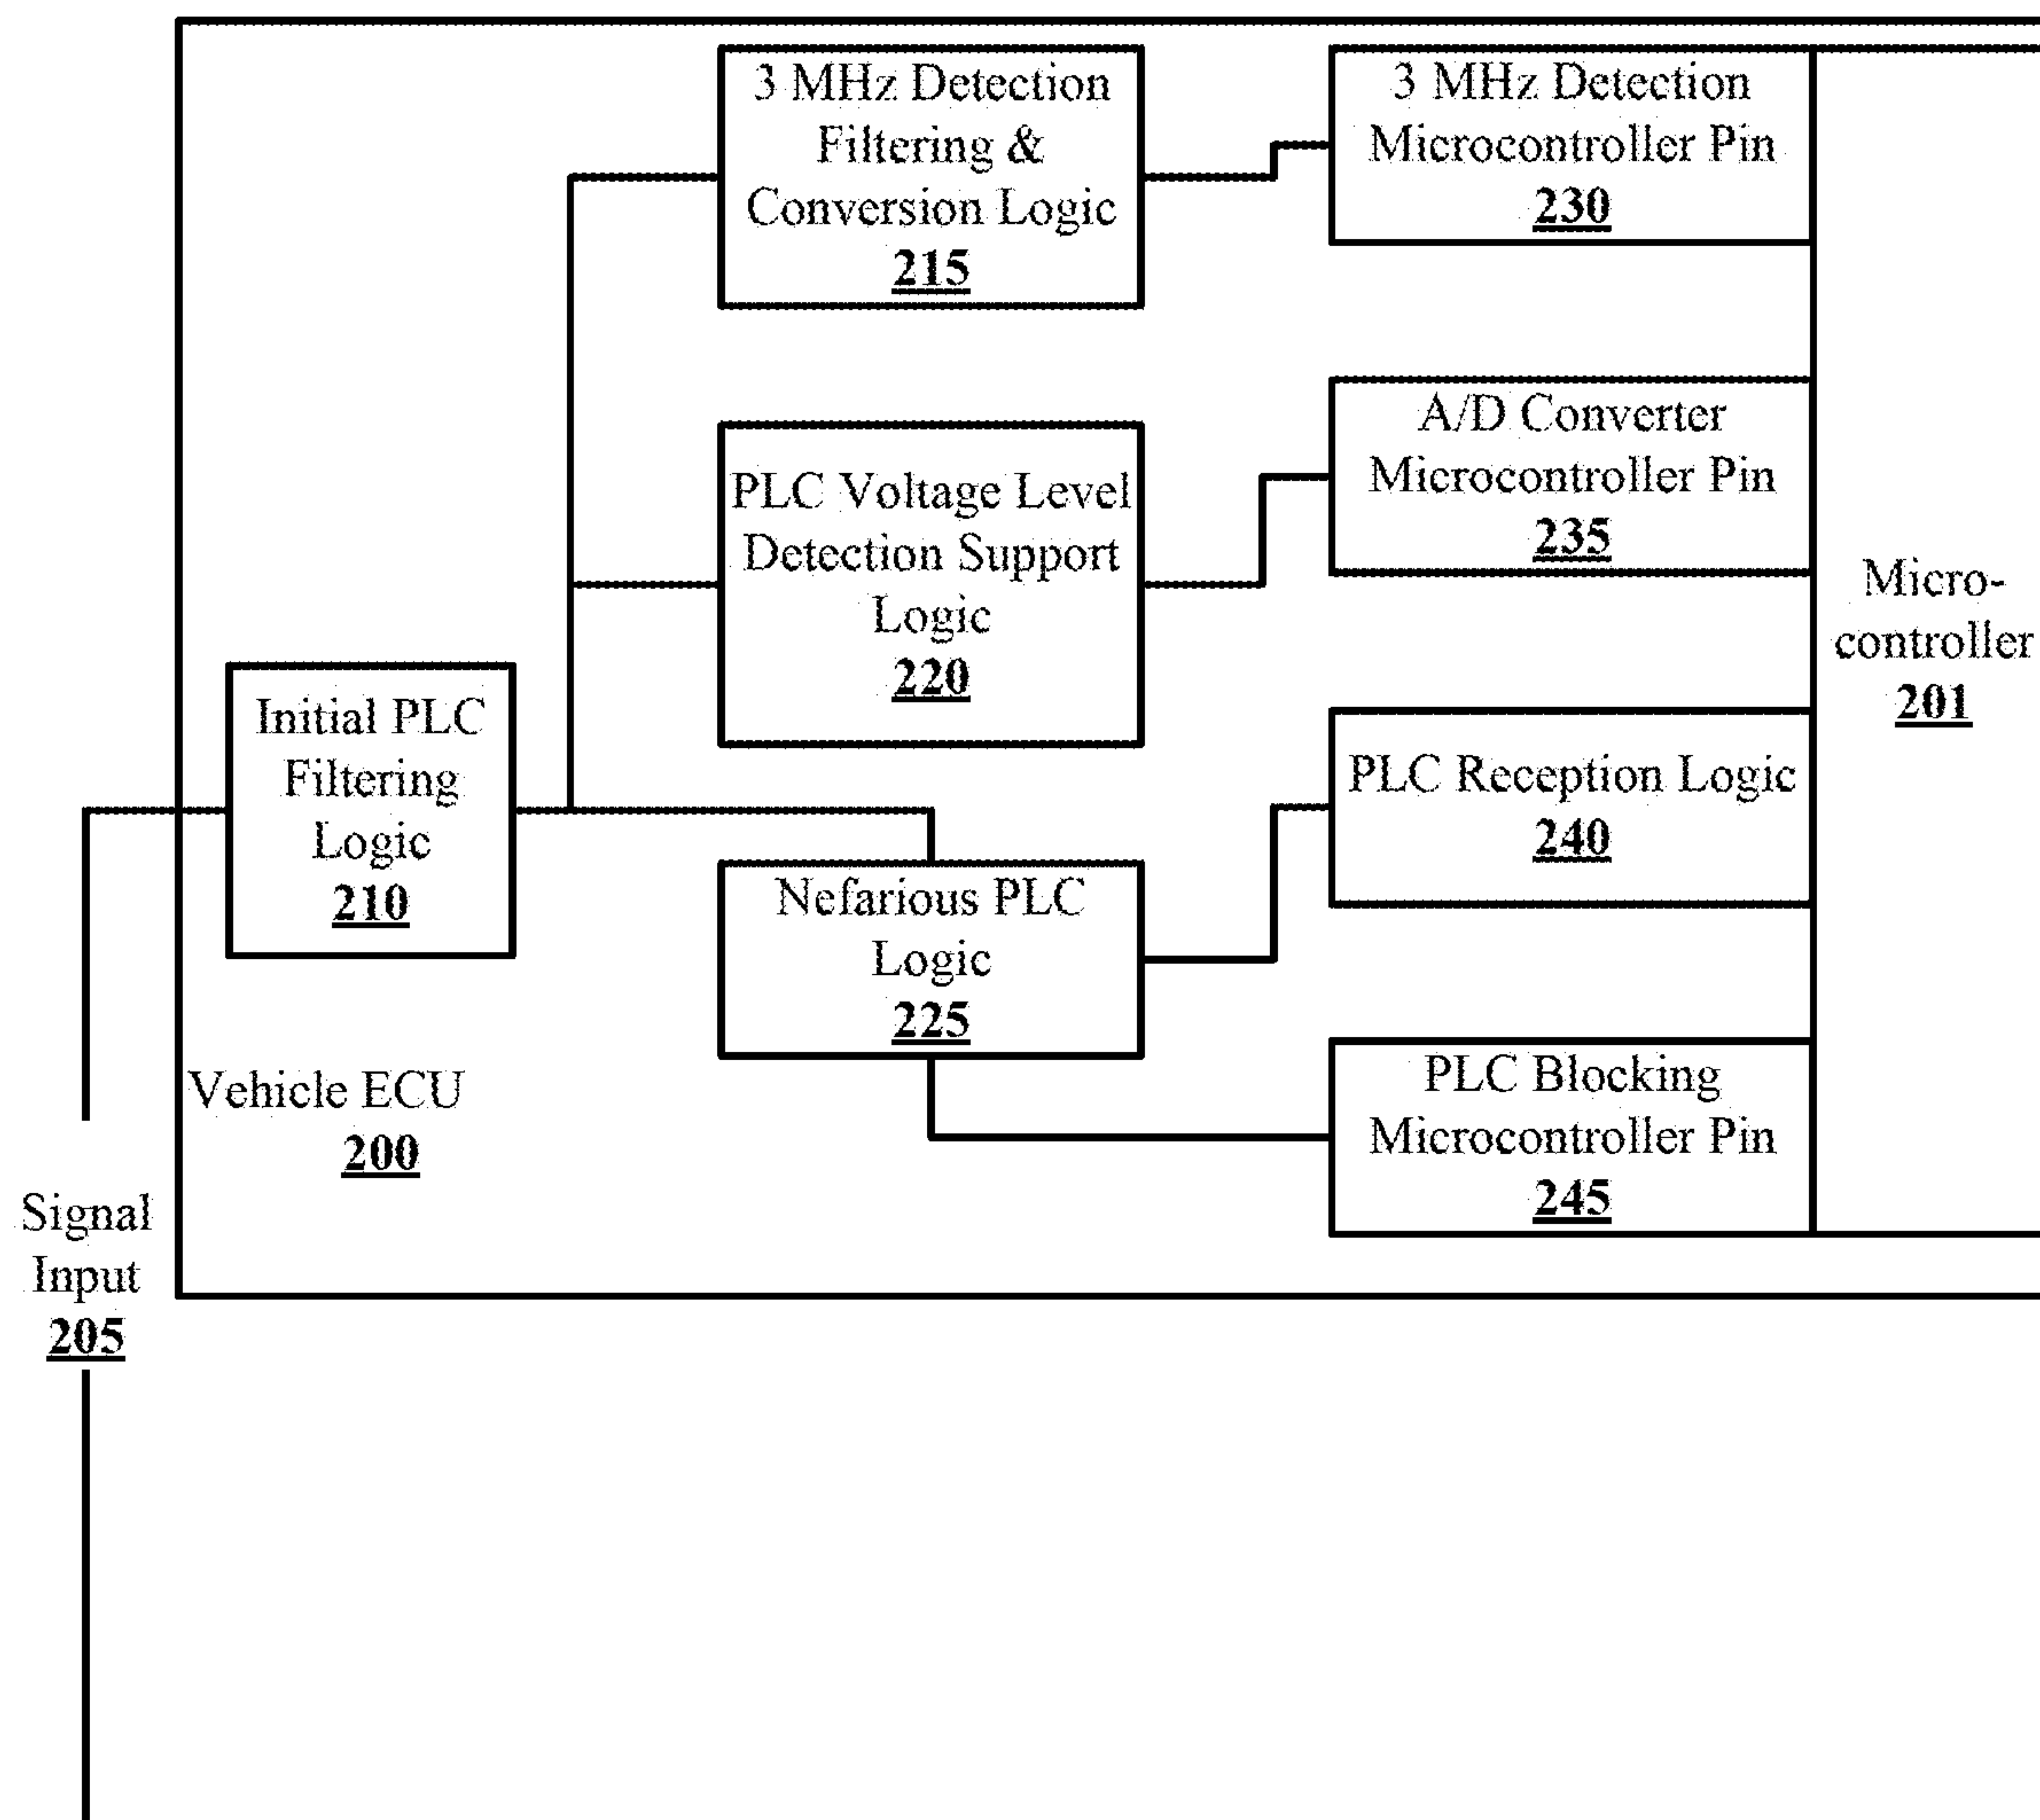 3 MHz Detection
Filtering &
Conversion Logic
215
3 MHz Detection
Microcontroller Pin
230
PLC Voltage Level
Detection Support
Logic
220
A/D Converter
Microcontroller Pin
235
Micro-
controller
201
Initial PLC
Filtering
Logic
210
PLC Reception Logic
240
Nefarious PLC
Logic
225
Vehicle ECU
200
PLC Blocking
Microcontroller Pin
245
Signal
Input
205